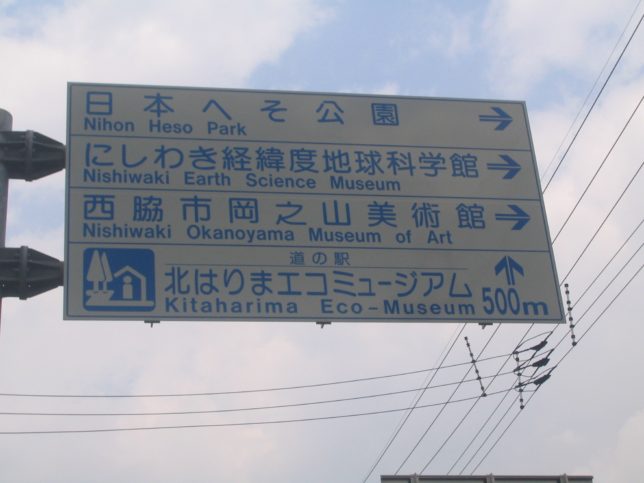 日本へそ公園
Nihon Heso Park
にしわき経緯度地球科学館
Nishiwaki Earth Science Museum
西脇市岡之山美術館
Nishiwaki Okanoyama Museum of Art
道の駅
北はりまエコミュージアム
Kitaharima Eco-Museum 500m